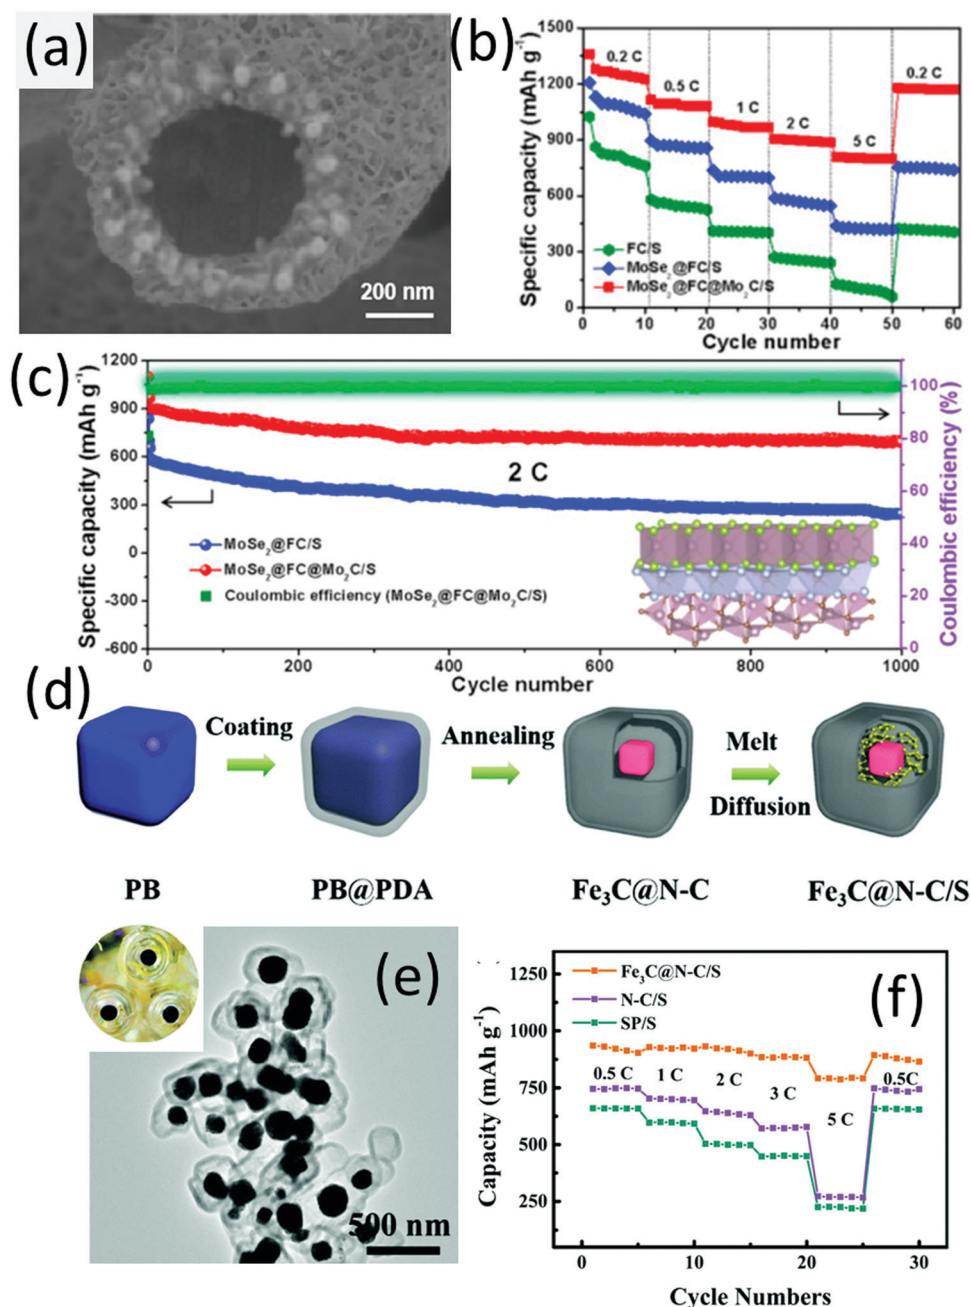 (a)
200 nm
(b)
Specific capacity (mAh g⁻¹)
1500
1200
900
600
300
0
0.2 C
0.5 C
1 C
2 C
5 C
0.2 C
FC/S
MoSe₂@FC/S
MoSe₂@FC@Mo₂C/S
0 10 20 30 40 50 60
Cycle number
(c)
Specific capacity (mAh g⁻¹)
1200
900
600
300
0
-300
-600
2 C
MoSe₂@FC/S
MoSe₂@FC@Mo₂C/S
Coulombic efficiency (MoSe₂@FC@Mo₂C/S)
100
80
60
40
20
0
Coulombic efficiency (%)
0 200 400 600 800 1000
Cycle number
(d)
Coating
Annealing
Melt
Diffusion
PB
PB@PDA
Fe₃C@N-C
Fe₃C@N-C/S
(e)
500 nm
(f)
Capacity (mAh g⁻¹)
1250
1000
750
500
250
Fe₃C@N-C/S
N-C/S
SP/S
0.5 C
1 C
2 C
3 C
5 C
0.5C
0 10 20 30
Cycle Numbers